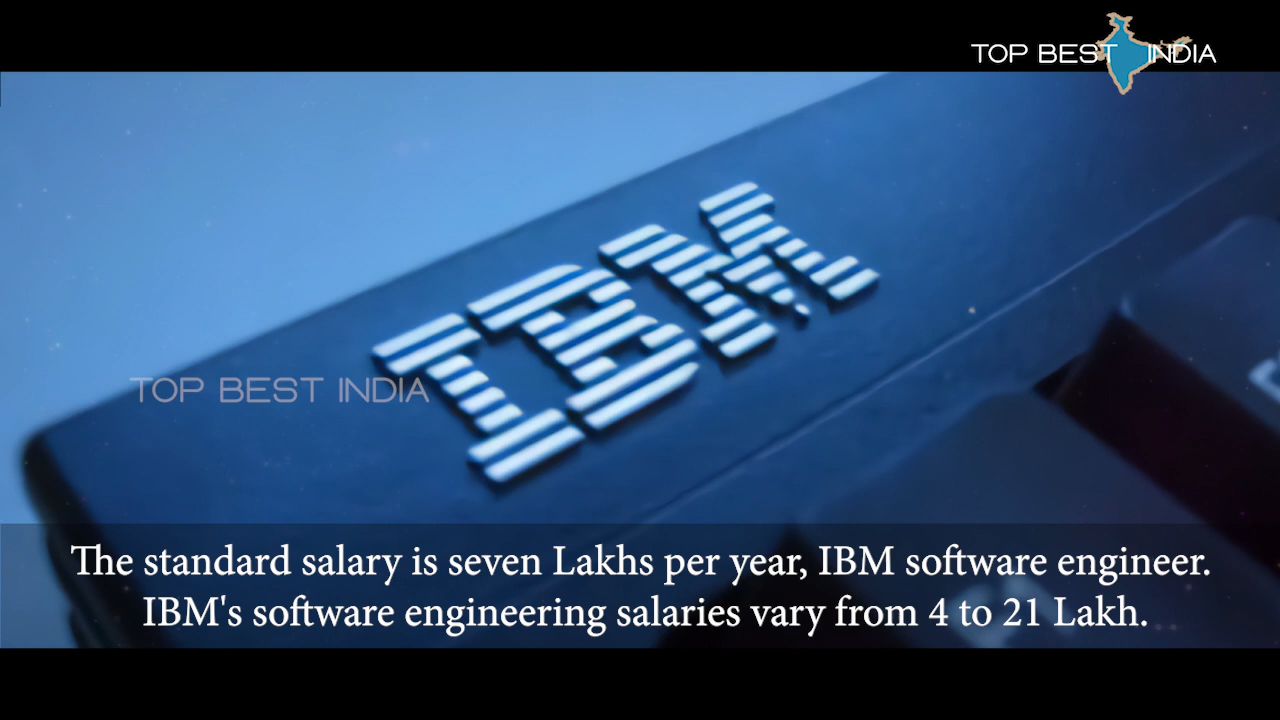 TOP BEST INDIA
IBM
TOP BEST INDIA
The standard salary is seven Lakhs per year, IBM software engineer.
IBM's software engineering salaries vary from 4 to 21 Lakh.